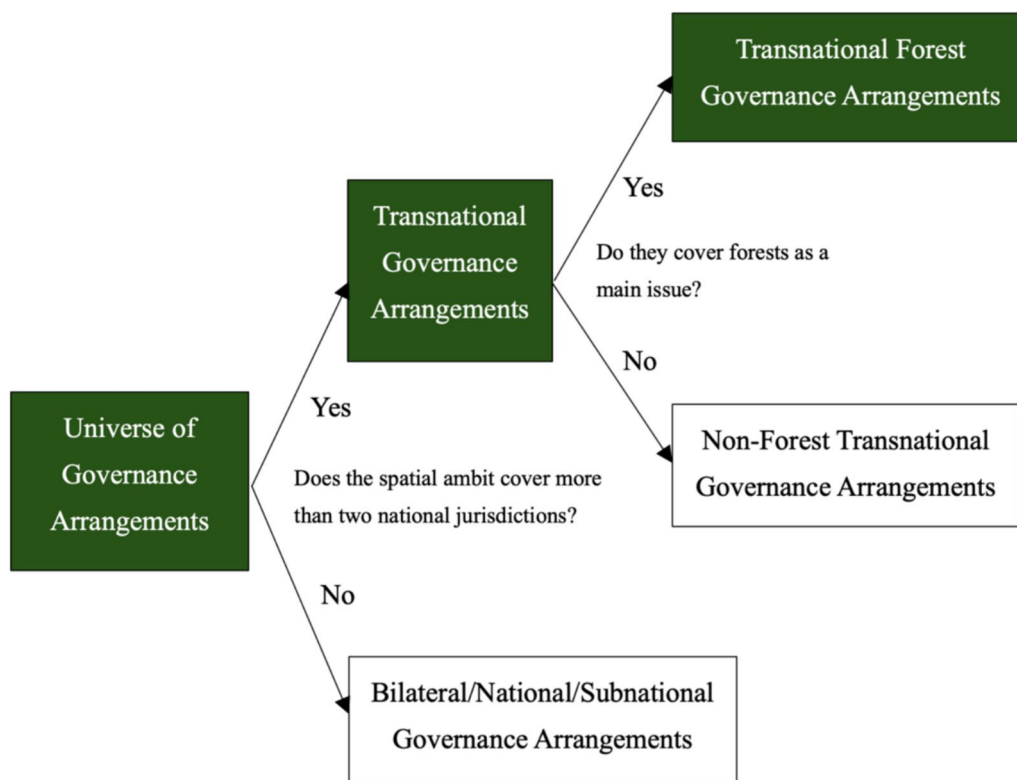 Transnational Forest
Governance Arrangements
Yes
Transnational
Governance
Arrangements
Do they cover forests as a
main issue?
No
Universe of
Governance
Arrangements
Yes
Non-Forest Transnational
Governance Arrangements
Does the spatial ambit cover more
than two national jurisdictions?
No
Bilateral/National/Subnational
Governance Arrangements